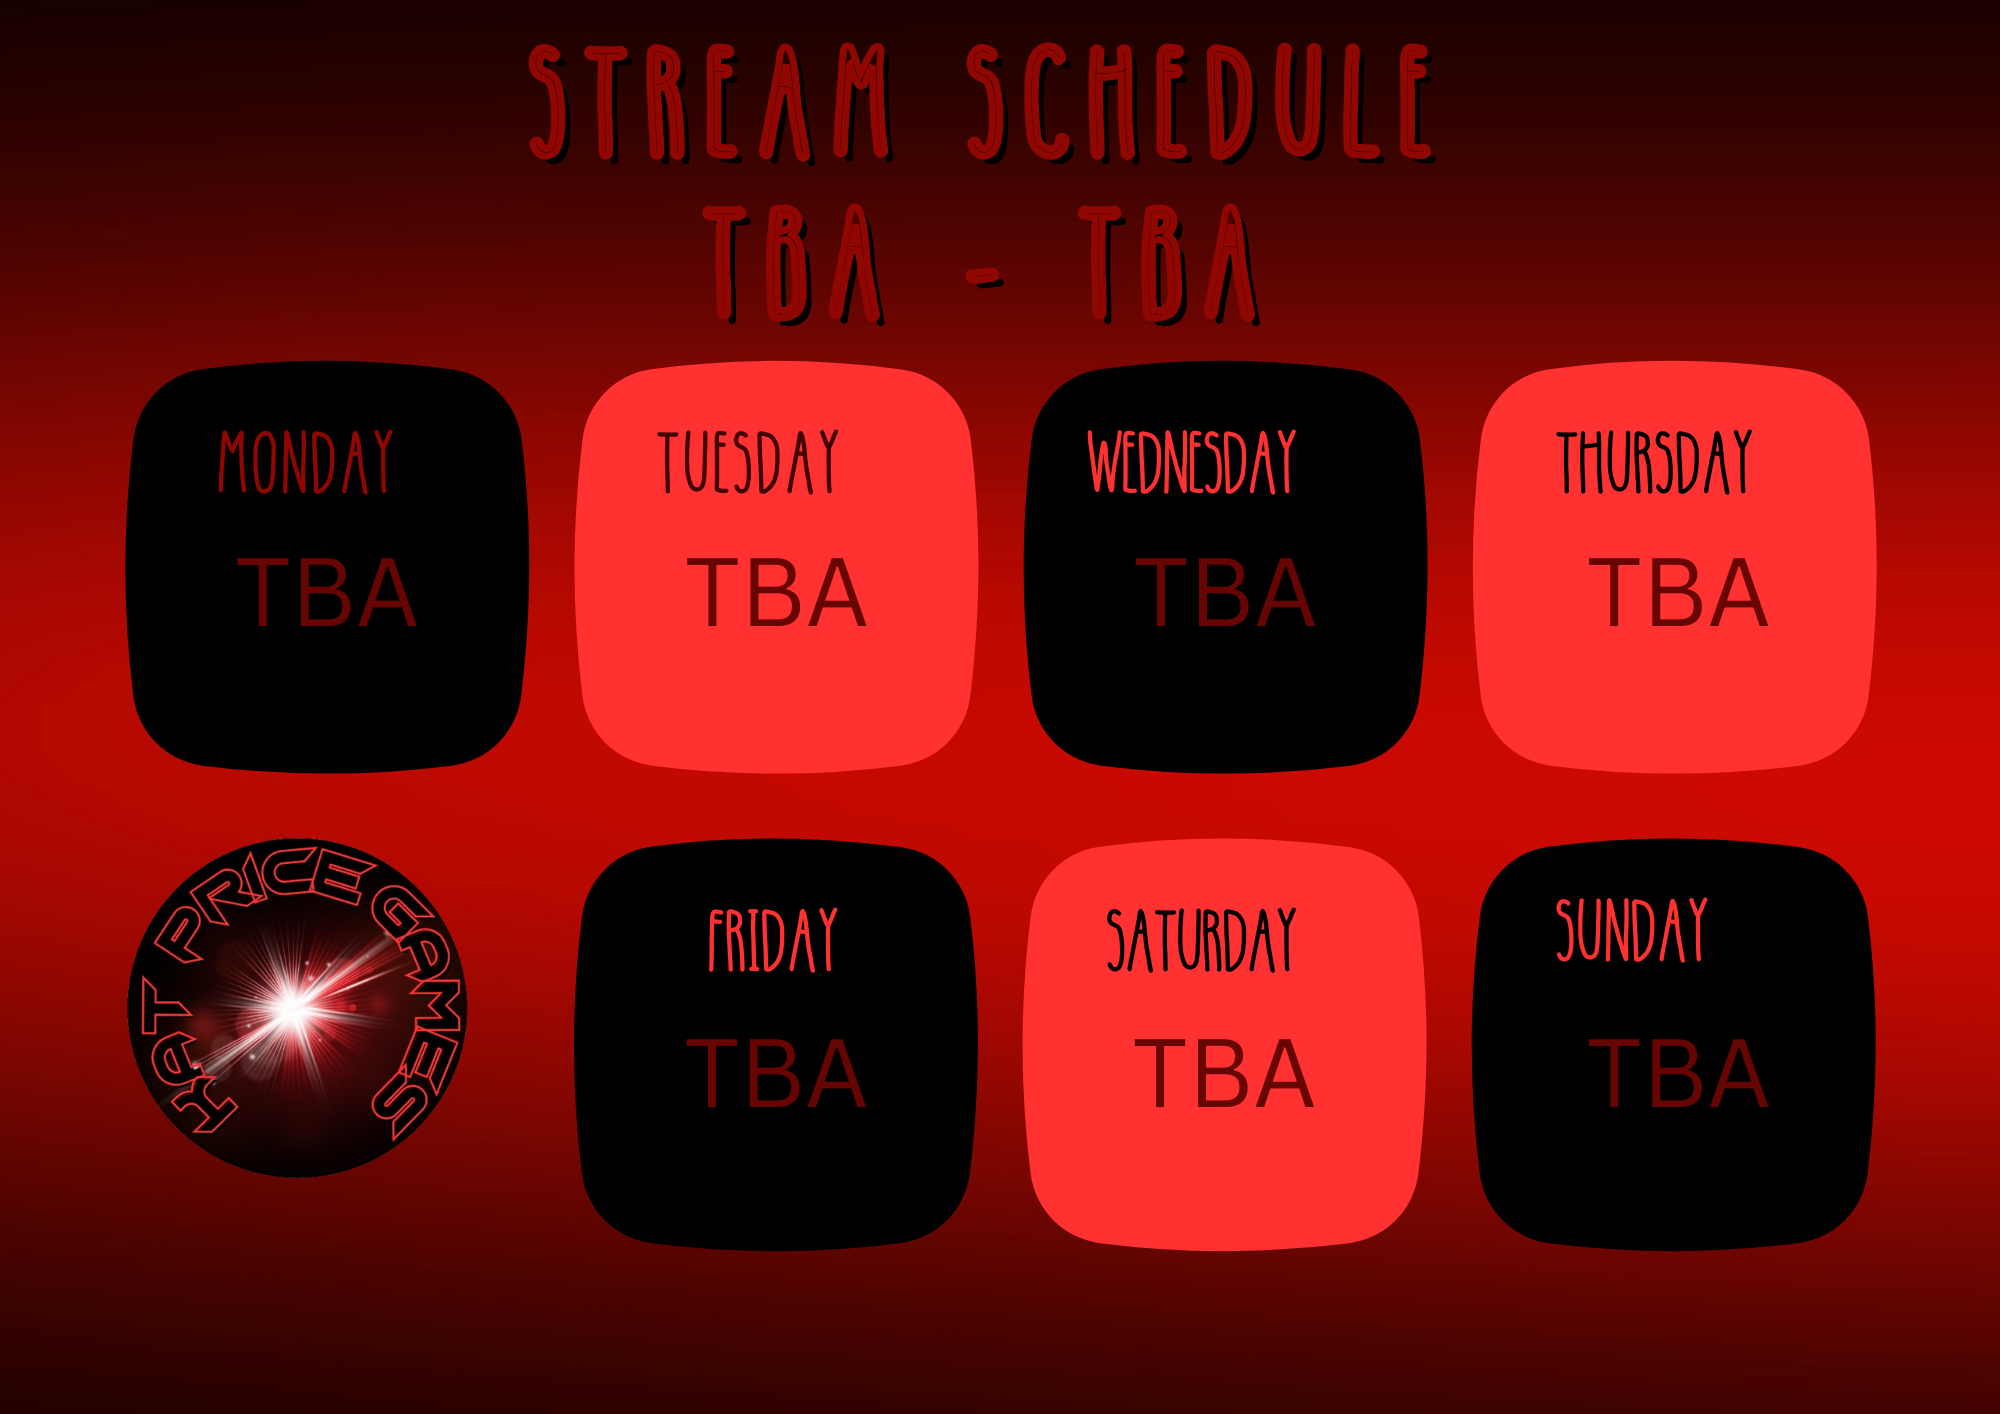 STREAM SCHEDULE
TBA - TBA
MONDAY
TBA
TUESDAY
TBA
WEDNESDAY
TBA
THURSDAY
TBA
KAT PRICE GAMES
FRIDAY
TBA
SATURDAY
TBA
SUNDAY
TBA